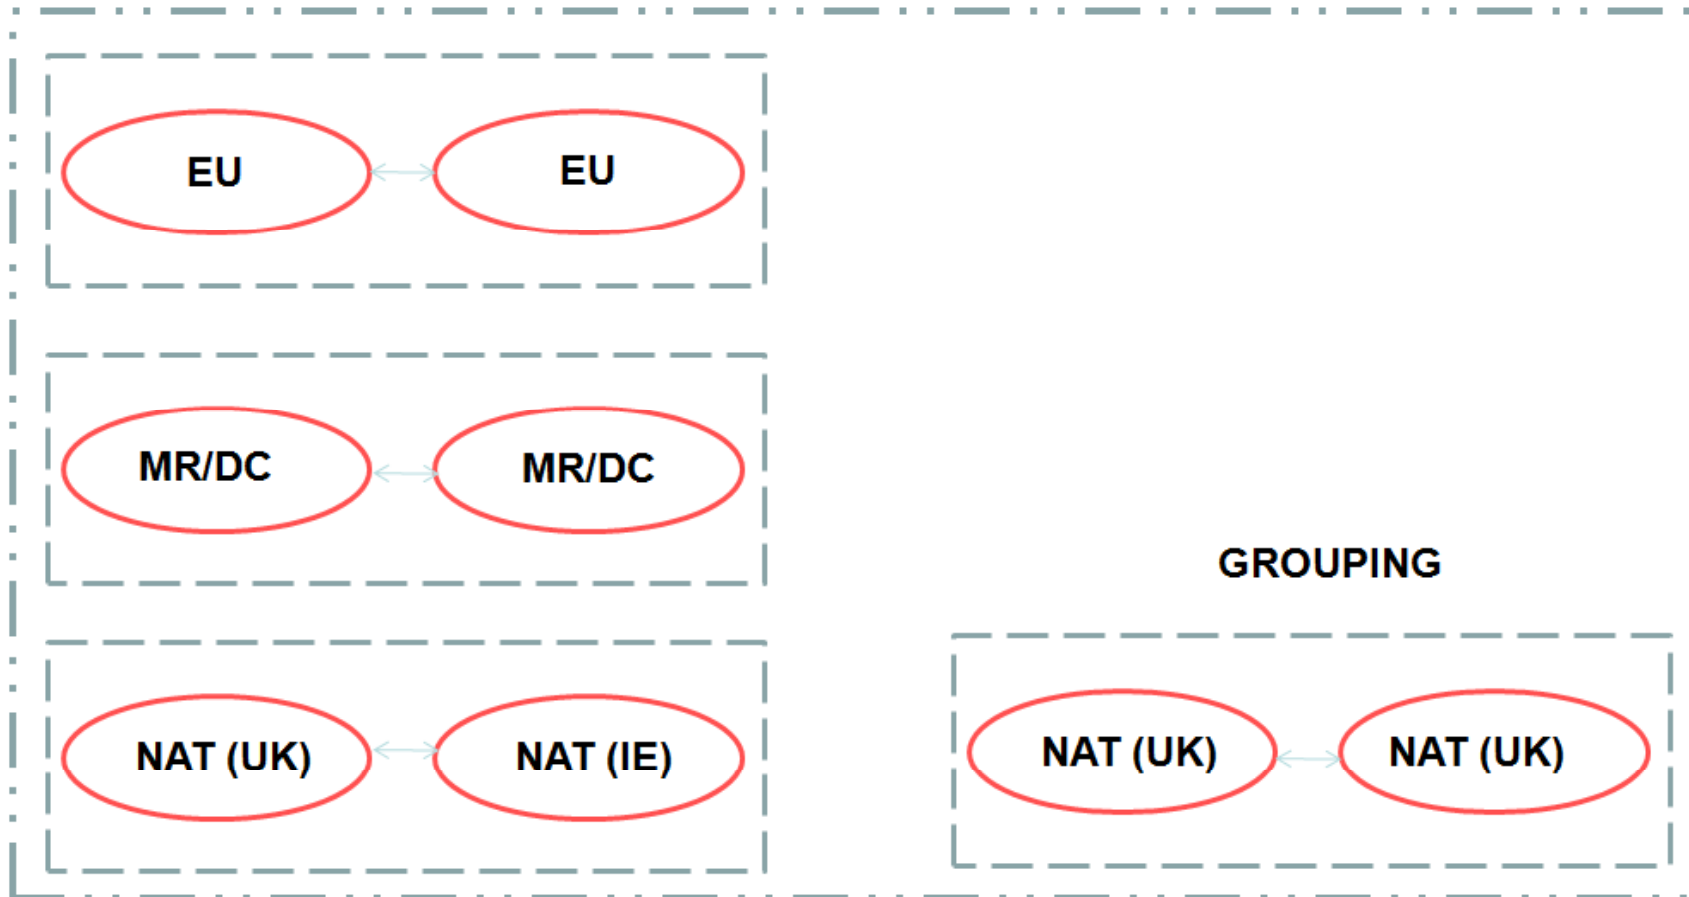 EU EU
MR/DC MR/DC
GROUPING
NAT (UK) NAT (IE) NAT (UK) NAT (UK)